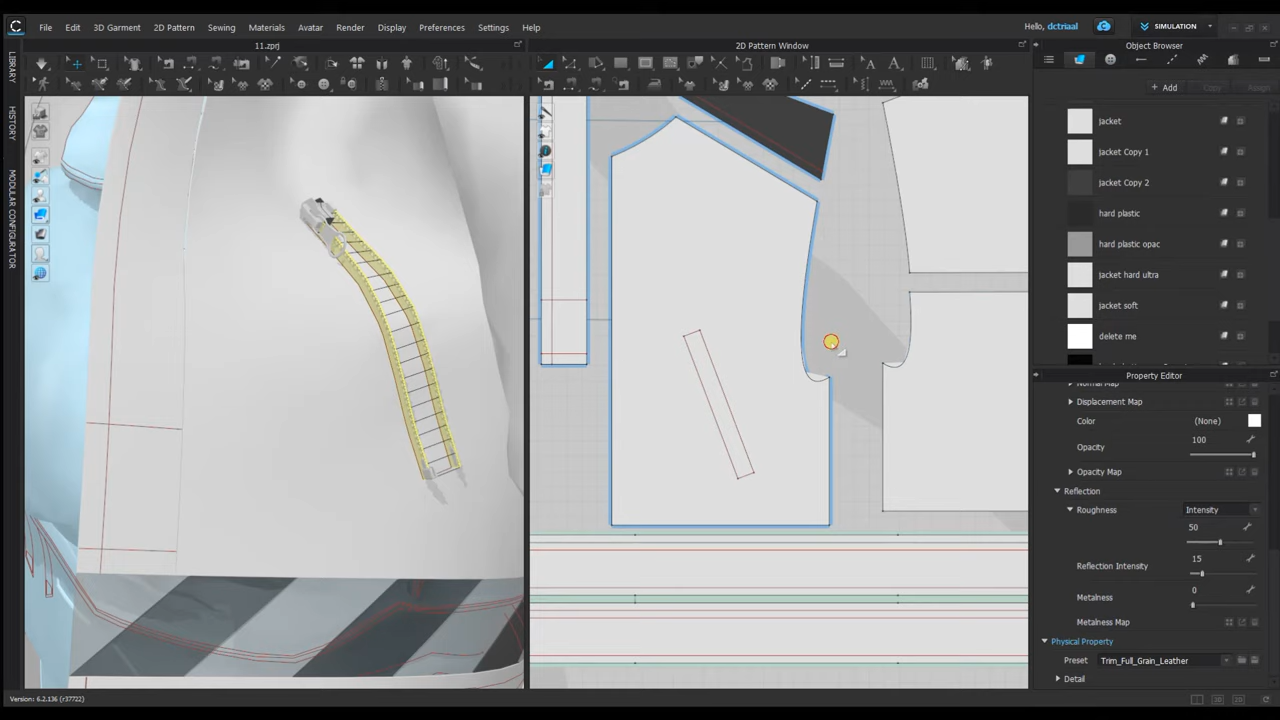 File Edit 3D Garment 2D Pattern Sewing Materials Avatar Render Display Preferences Settings Help
Hello, dctriaal SIMULATION
11.zprj
2D Pattern Window
Object Browser
LIBRARY
HISTORY
MODULAR CONFIGURATOR
+ Add Copy Assign
jacket
jacket Copy 1
jacket Copy 2
hard plastic
hard plastic opac
jacket hard ultra
jacket soft
delete me
Property Editor
Normal Map
Displacement Map
Color (None)
Opacity 100
Opacity Map
Reflection
Roughness Intensity
50
Reflection Intensity 15
Metalness 0
Metalness Map
Physical Property
Preset Trim_Full_Grain_Leather
Detail
Version: 6.2.136 (r37722)
3D 2D